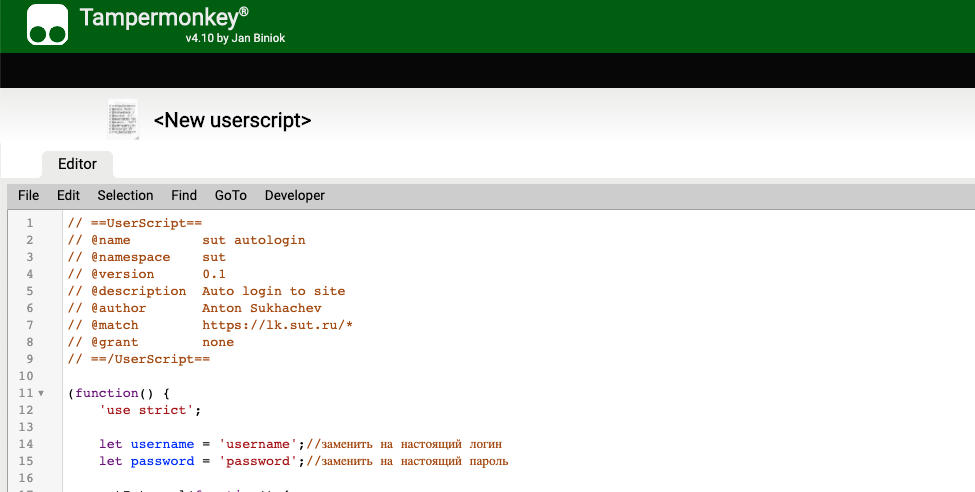 Tampermonkey®
v4.10 by Jan Biniok
<New userscript>
Editor
File Edit Selection Find GoTo Developer
1 // ==UserScript==
2 // @name sut autologin
3 // @namespace sut
4 // @version 0.1
5 // @description Auto login to site
6 // @author Anton Sukhachev
7 // @match https://lk.sut.ru/*
8 // @grant none
9 // ==/UserScript==
10
11 (function() {
12 'use strict';
13
14 let username = 'username';//заменить на настоящий логин
15 let password = 'password';//заменить на настоящий пароль
16